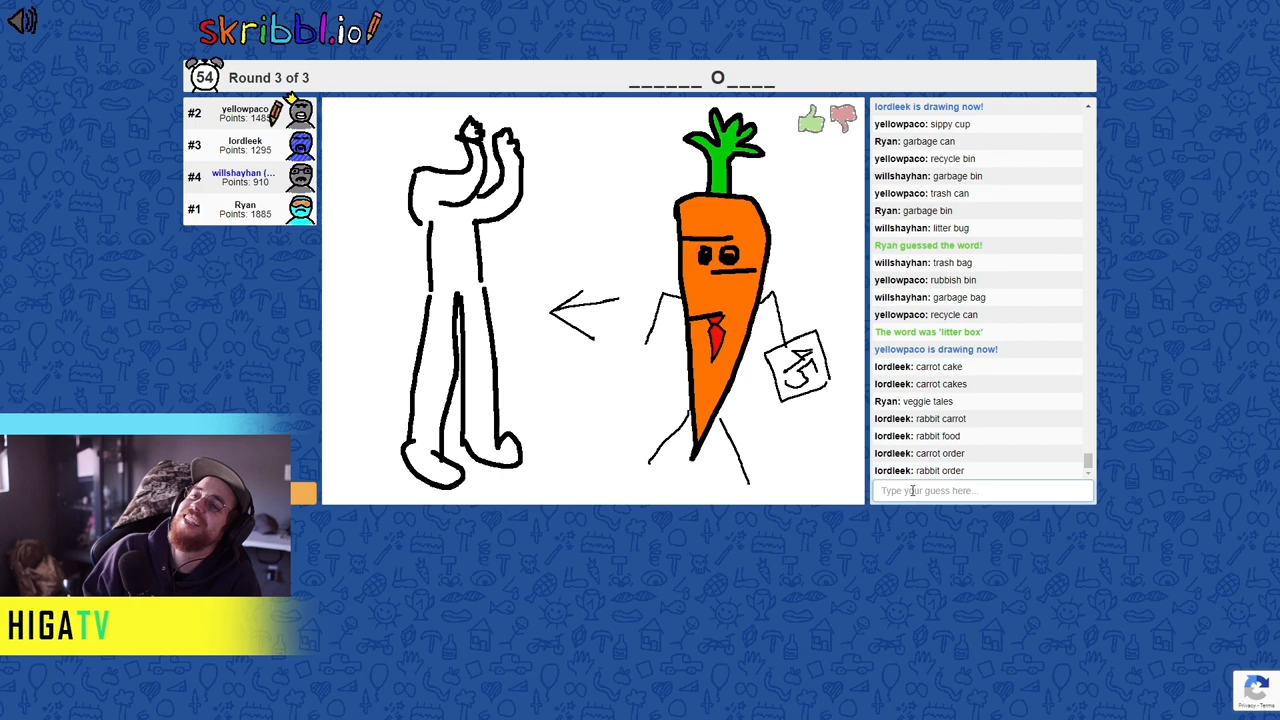 skribbl.io
54
Round 3 of 3
______ O____
#2
yellowpaco
Points: 1485
#3
lordleek
Points: 1295
#4
willshayhan (...
Points: 910
#1
Ryan
Points: 1885
45
lordleek is drawing now!
yellowpaco: sippy cup
Ryan: garbage can
yellowpaco: recycle bin
willshayhan: garbage bin
yellowpaco: trash can
Ryan: garbage bin
willshayhan: litter bug
Ryan guessed the word!
willshayhan: trash bag
yellowpaco: rubbish bin
willshayhan: garbage bag
yellowpaco: recycle can
The word was 'litter box'
yellowpaco is drawing now!
lordleek: carrot cake
lordleek: carrot cakes
Ryan: veggie tales
lordleek: rabbit carrot
lordleek: rabbit food
lordleek: carrot order
lordleek: rabbit order
Type your guess here...
HIGATV
Privacy - Terms